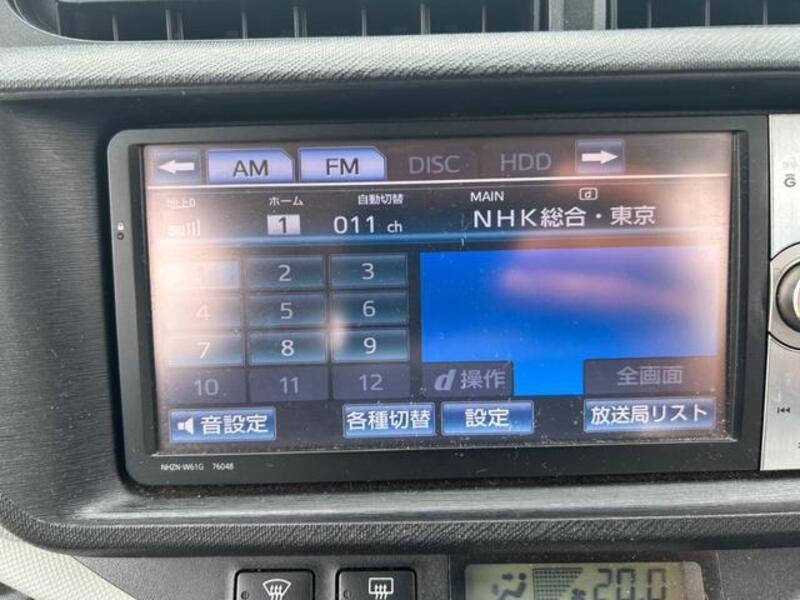 AM FM DISC HDD
地上D ホーム 自動切替 MAIN d
1 011 ch NHK総合・東京
1 2 3
4 5 6
7 8 9
10 11 12 d操作 全画面
音設定 各種切替 設定 放送局リスト
NHZN-W61G 76048
20.0